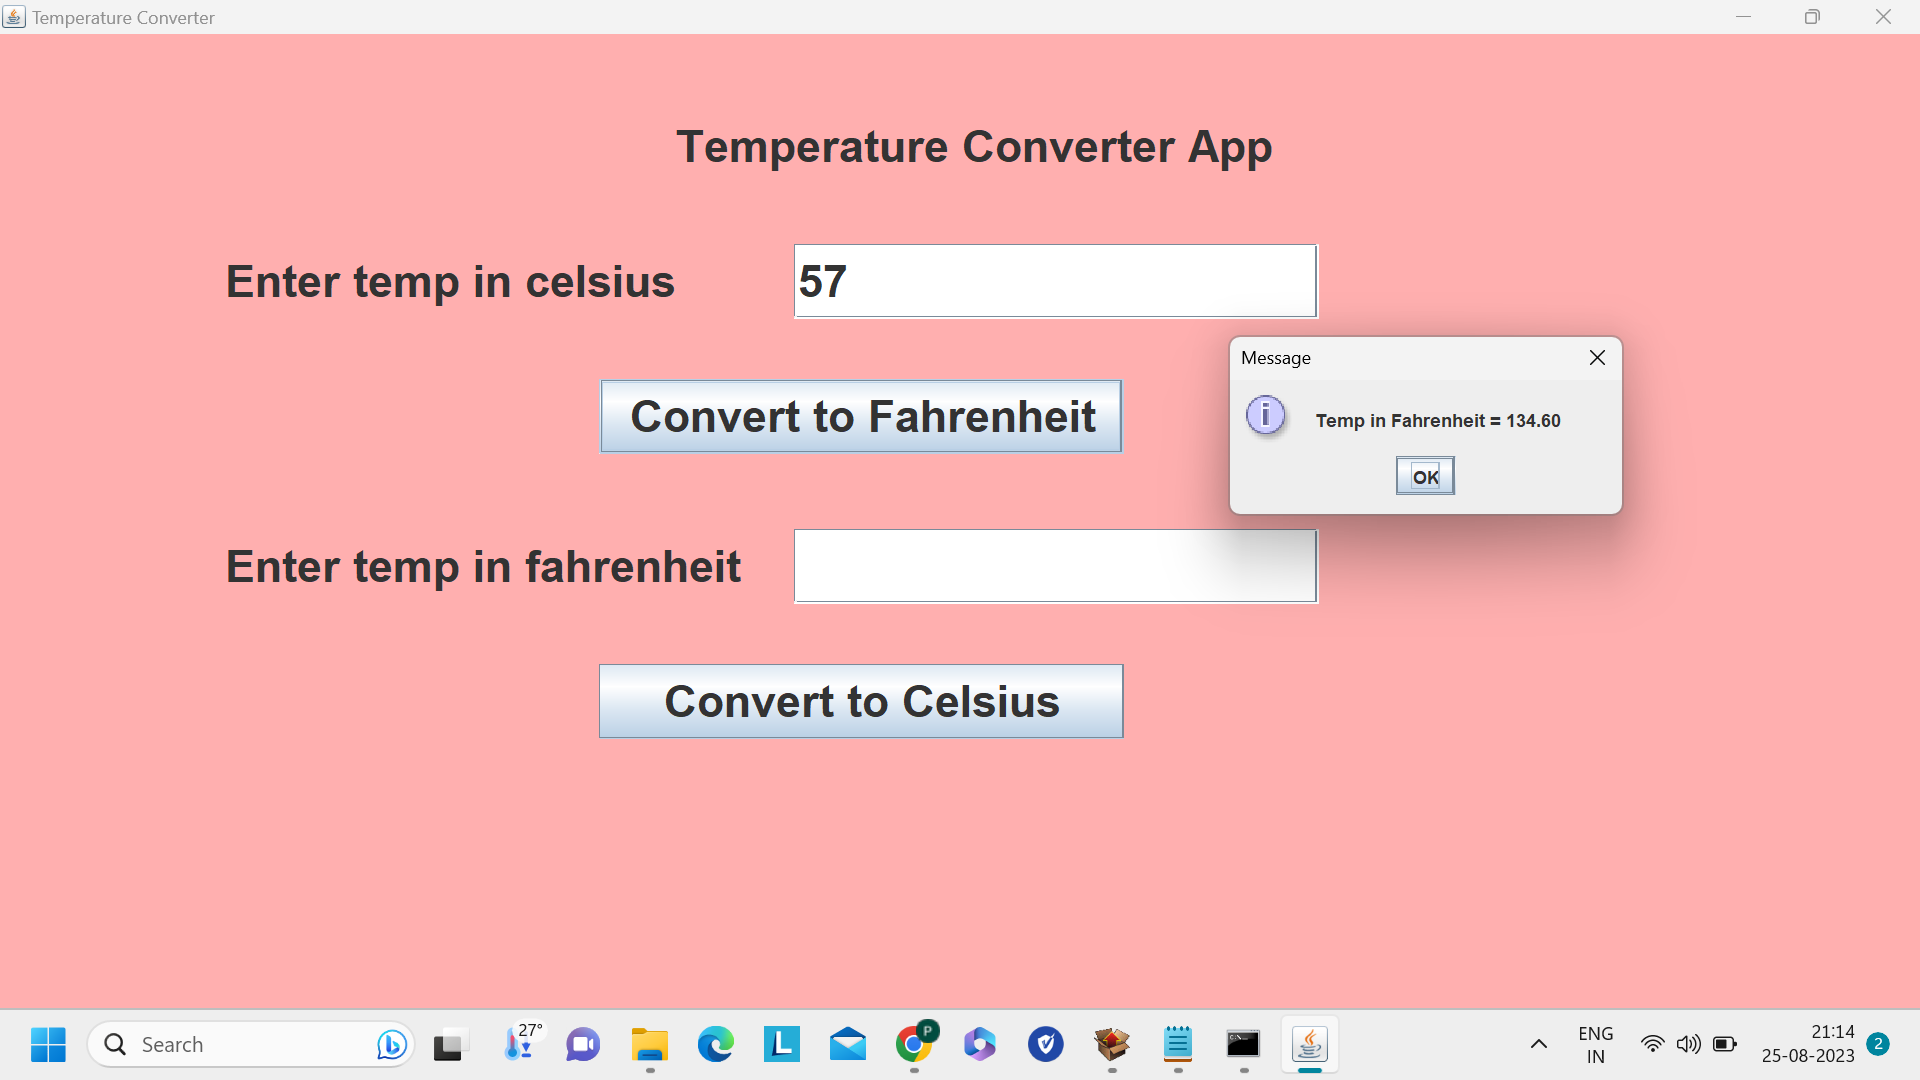 Temperature Converter
Temperature Converter App
Enter temp in celsius
57
Convert to Fahrenheit
Message
i
Temp in Fahrenheit = 134.60
OK
Enter temp in fahrenheit
Convert to Celsius
Search
27°
L
P
ENG
IN
21:14
25-08-2023
2